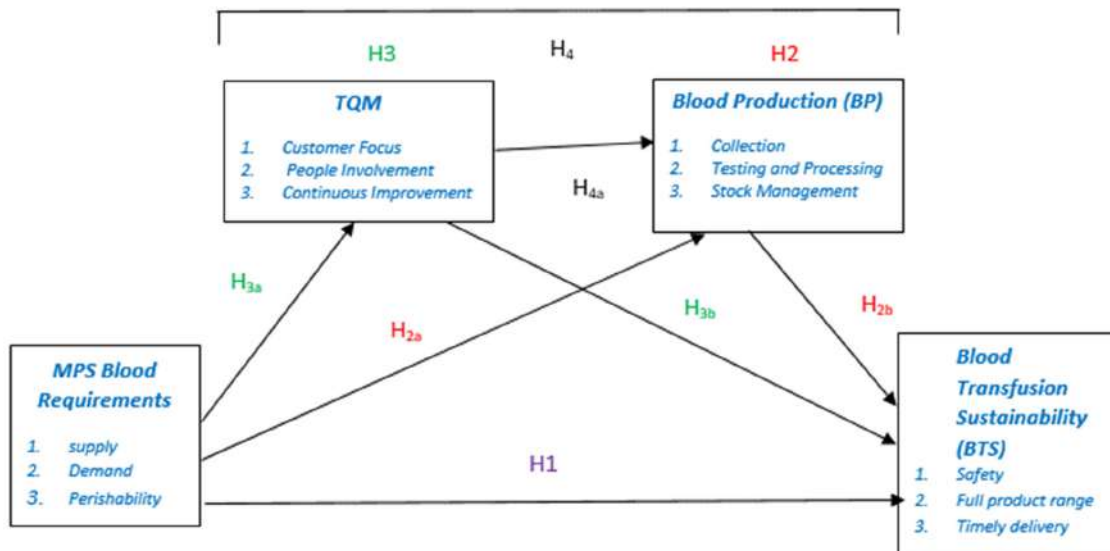 H3
H4
H2
TQM
1. Customer Focus
2. People Involvement
3. Continuous Improvement
Blood Production (BP)
1. Collection
2. Testing and Processing
3. Stock Management
H4a
H3a
H2a
H3b
H2b
MPS Blood
Requirements
1. supply
2. Demand
3. Perishability
H1
Blood
Transfusion
Sustainability
(BTS)
1. Safety
2. Full product range
3. Timely delivery